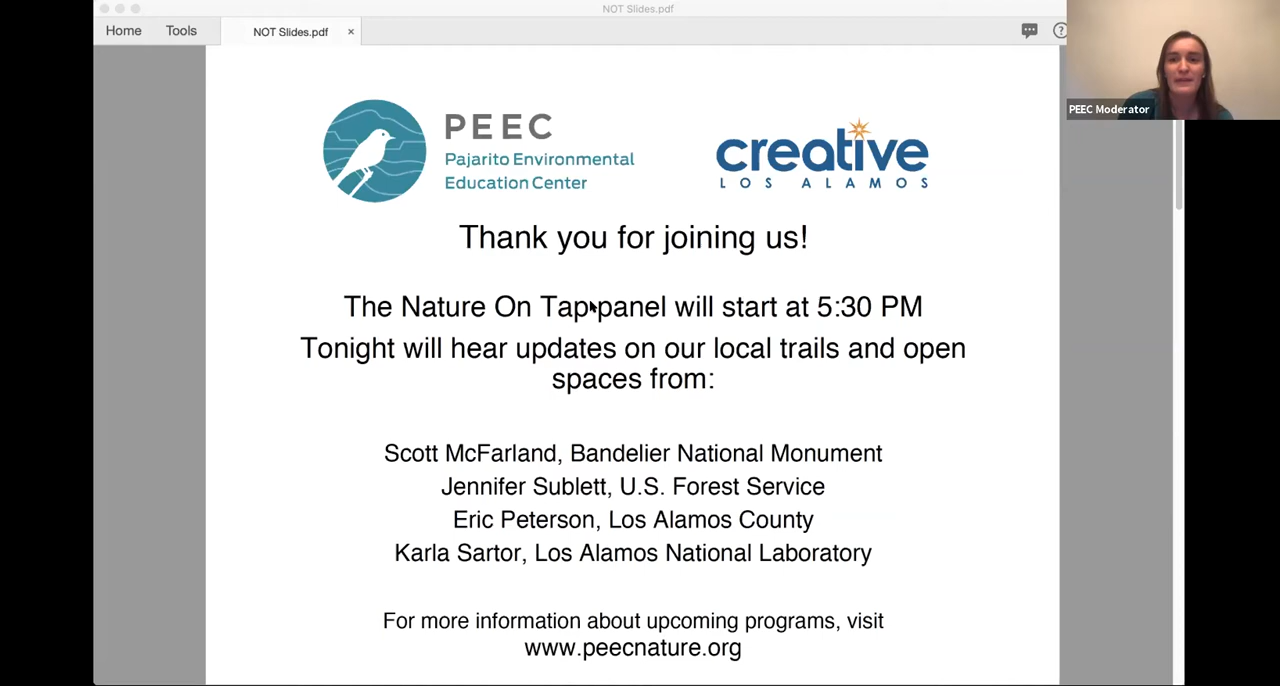 NOT Slides.pdf
Home Tools NOT Slides.pdf ×
?
PEEC Moderator
PEEC
Pajarito Environmental
Education Center
creative
LOS ALAMOS
Thank you for joining us!
The Nature On Tap panel will start at 5:30 PM
Tonight will hear updates on our local trails and open
spaces from:
Scott McFarland, Bandelier National Monument
Jennifer Sublett, U.S. Forest Service
Eric Peterson, Los Alamos County
Karla Sartor, Los Alamos National Laboratory
For more information about upcoming programs, visit
www.peecnature.org